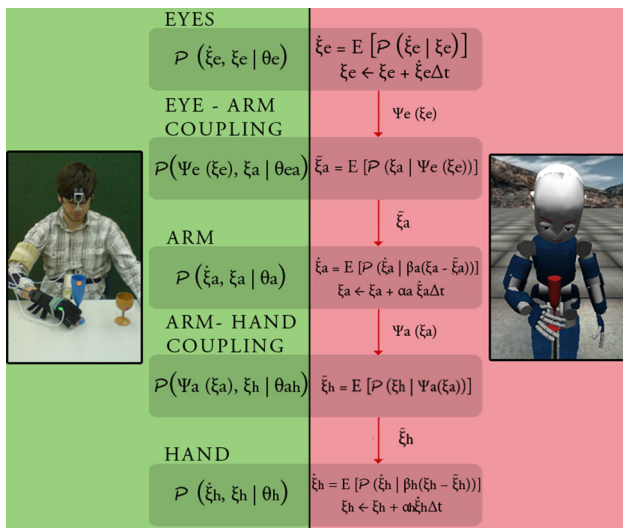 EYES
𝒫 (ξ̇e, ξe | θe)
ξ̇e = E [𝒫 (ξ̇e | ξe)]
ξe ← ξe + ξ̇eΔt
Ψe (ξe)
EYE - ARM
COUPLING
𝒫(Ψe (ξe), ξa | θea)
ξ̃a = E [𝒫 (ξa | Ψe (ξe))]
ξ̃a
ARM
𝒫 (ξ̇a, ξa | θa)
ξ̇a = E [𝒫 (ξ̇a | βa(ξa - ξ̃a))]
ξa ← ξa + αa ξ̇aΔt
Ψa (ξa)
ARM- HAND
COUPLING
𝒫(Ψa (ξa), ξh | θah)
ξ̃h = E [𝒫 (ξh | Ψa(ξa))]
ξ̃h
HAND
𝒫 (ξ̇h, ξh | θh)
ξ̇h = E [𝒫 (ξ̇h | βh(ξh - ξ̃h))]
ξh ← ξh + αhξ̇hΔt